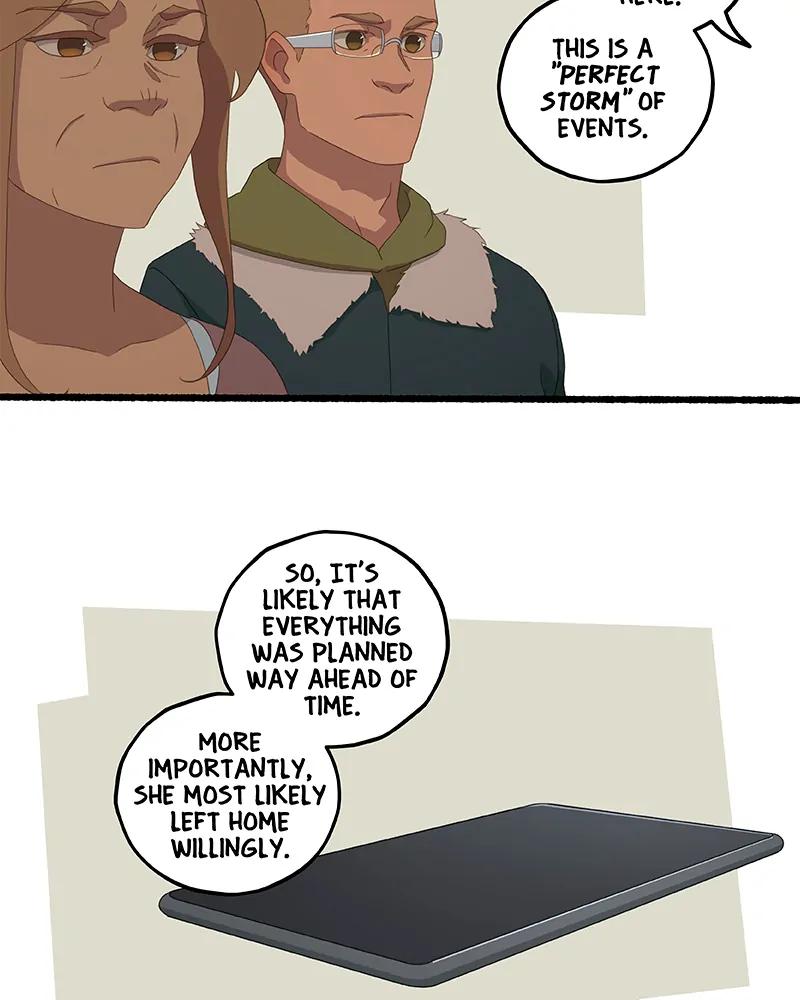 HERE.
THIS IS A
"PERFECT
STORM" OF
EVENTS.
SO, IT'S
LIKELY THAT
EVERYTHING
WAS PLANNED
WAY AHEAD OF
TIME.
MORE
IMPORTANTLY,
SHE MOST LIKELY
LEFT HOME
WILLINGLY.